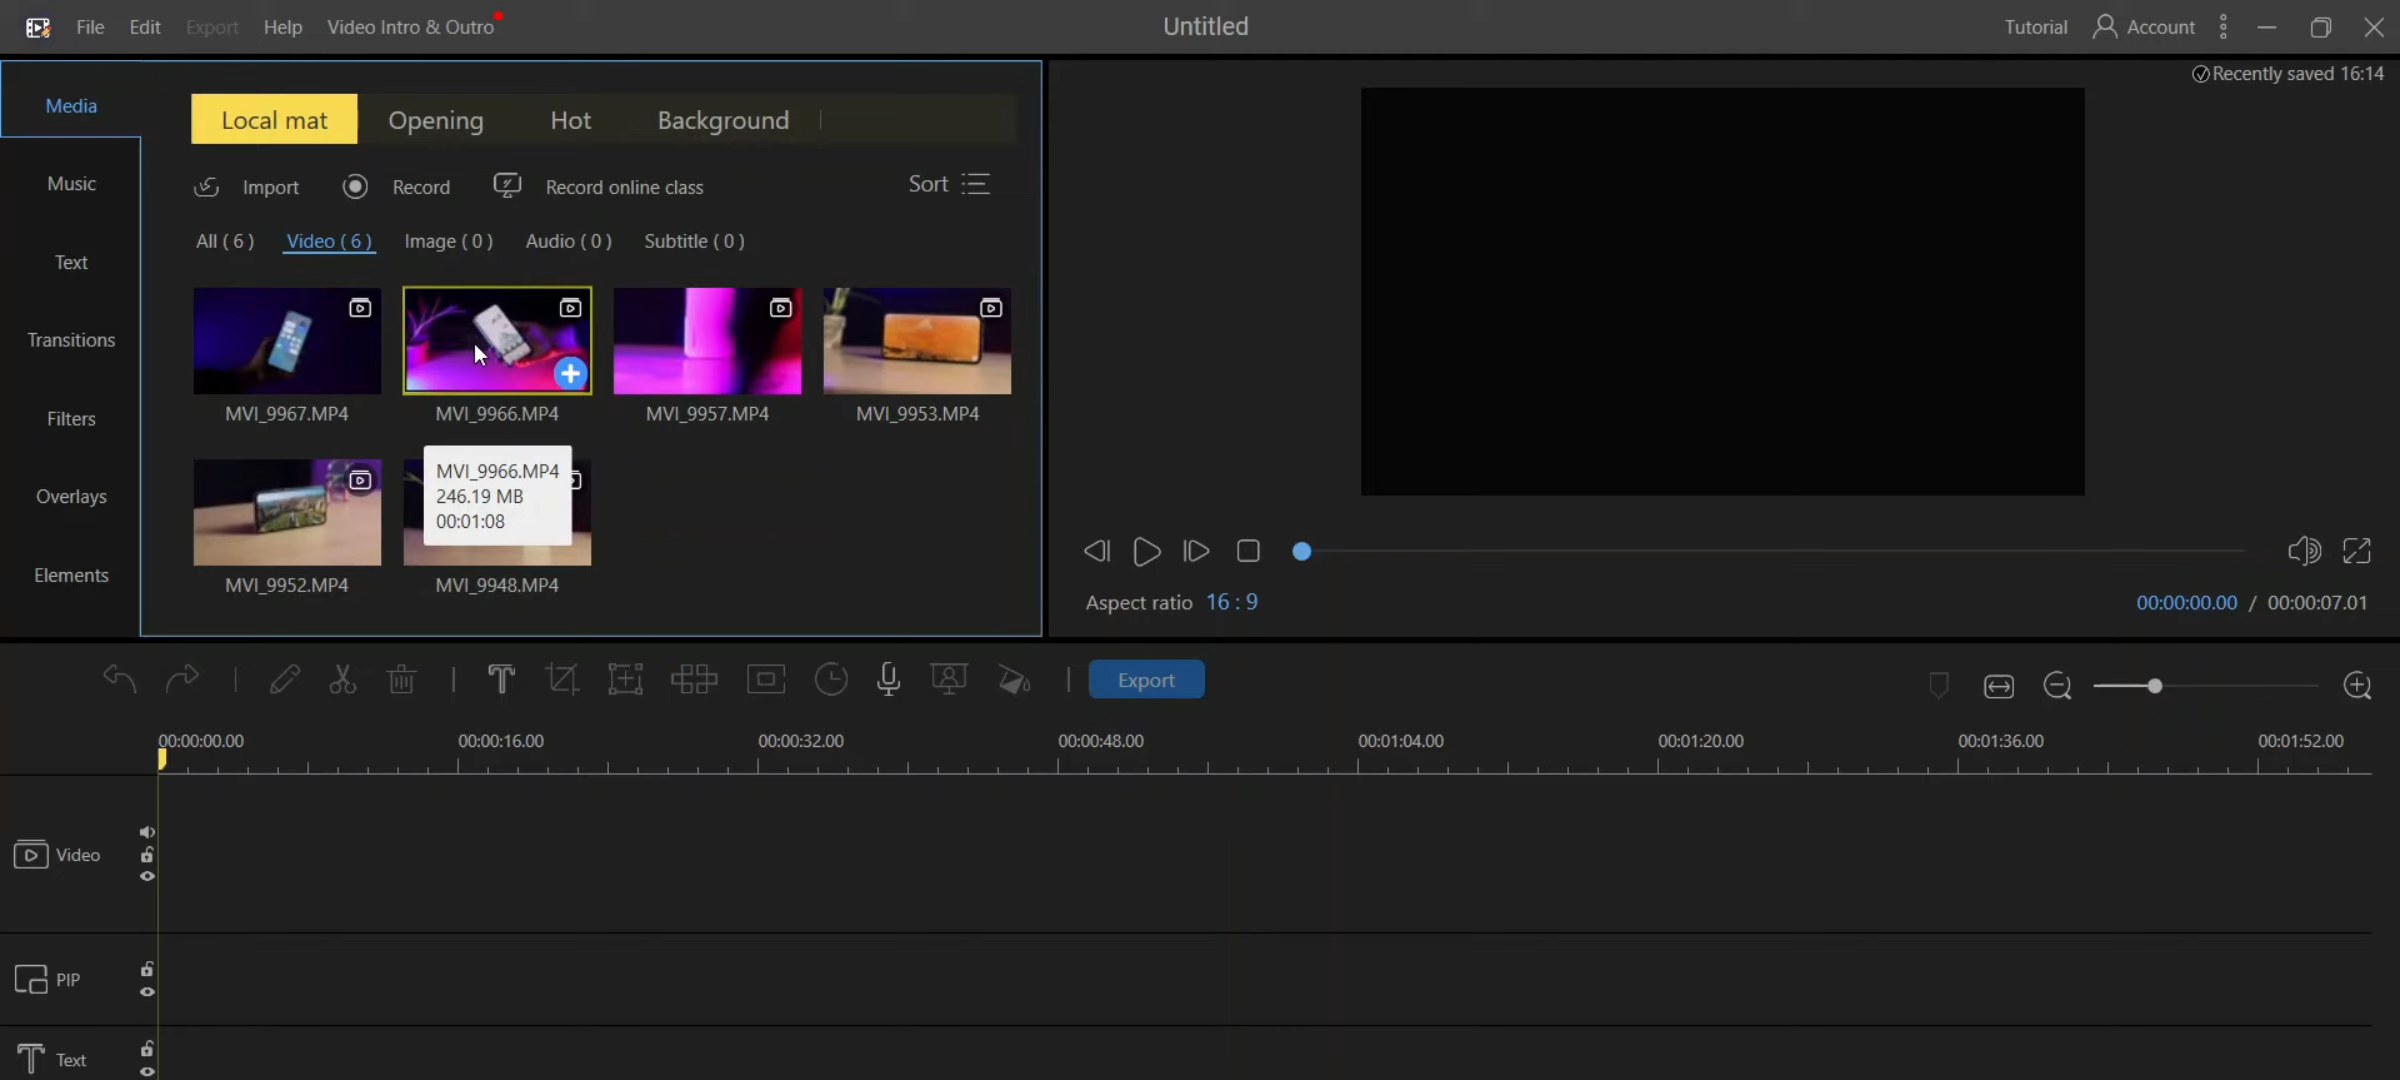 File Edit Export Help Video Intro & Outro Untitled Tutorial Account
Recently saved 16:14
Media
Local mat Opening Hot Background
Music
Import Record Record online class Sort
All ( 6 ) Video ( 6 ) Image ( 0 ) Audio ( 0 ) Subtitle ( 0 )
Text
Transitions
Filters
Overlays
Elements
MVI_9967.MP4 MVI_9966.MP4 MVI_9957.MP4 MVI_9953.MP4
MVI_9966.MP4
246.19 MB
00:01:08
MVI_9952.MP4 MVI_9948.MP4
Aspect ratio 16 : 9 00:00:00.00 / 00:00:07.01
Export
00:00:00.00 00:00:16.00 00:00:32.00 00:00:48.00 00:01:04.00 00:01:20.00 00:01:36.00 00:01:52.00
Video
PIP
Text